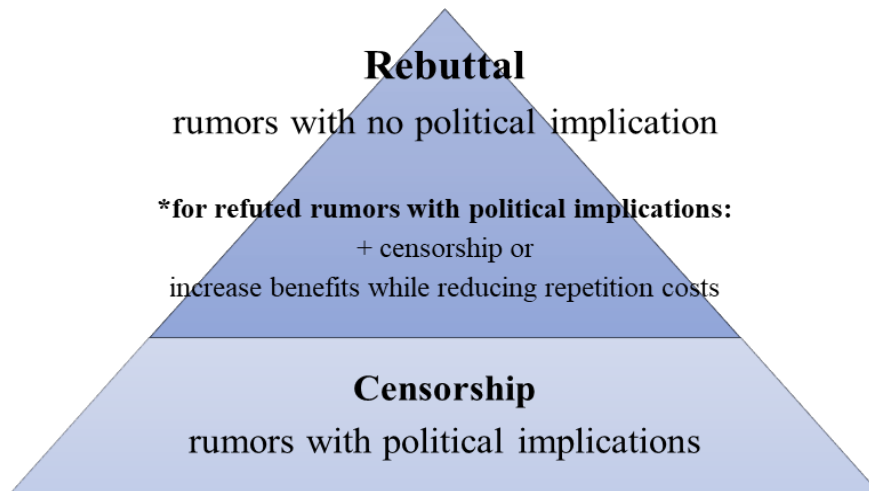 Rebuttal
rumors with no political implication
*for refuted rumors with political implications:
+ censorship or
increase benefits while reducing repetition costs
Censorship
rumors with political implications